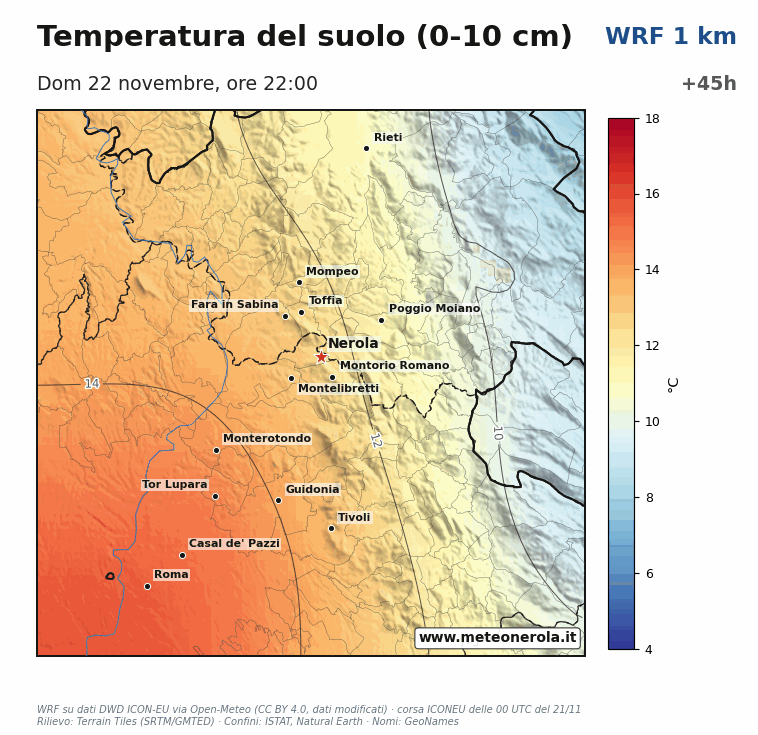 Temperatura del suolo (0-10 cm)
WRF 1 km
Dom 22 novembre, ore 22:00
+45h
Rieti
Mompeo
Fara in Sabina
Toffia
Poggio Moiano
Nerola
Montorio Romano
Montelibretti
14
12
10
Monterotondo
Tor Lupara
Guidonia
Tivoli
Casal de' Pazzi
Roma
www.meteonerola.it
18
16
14
12
10
8
6
4
°C
WRF su dati DWD ICON-EU via Open-Meteo (CC BY 4.0, dati modificati) · corsa ICONEU delle 00 UTC del 21/11
Rilievo: Terrain Tiles (SRTM/GMTED) · Confini: ISTAT, Natural Earth · Nomi: GeoNames